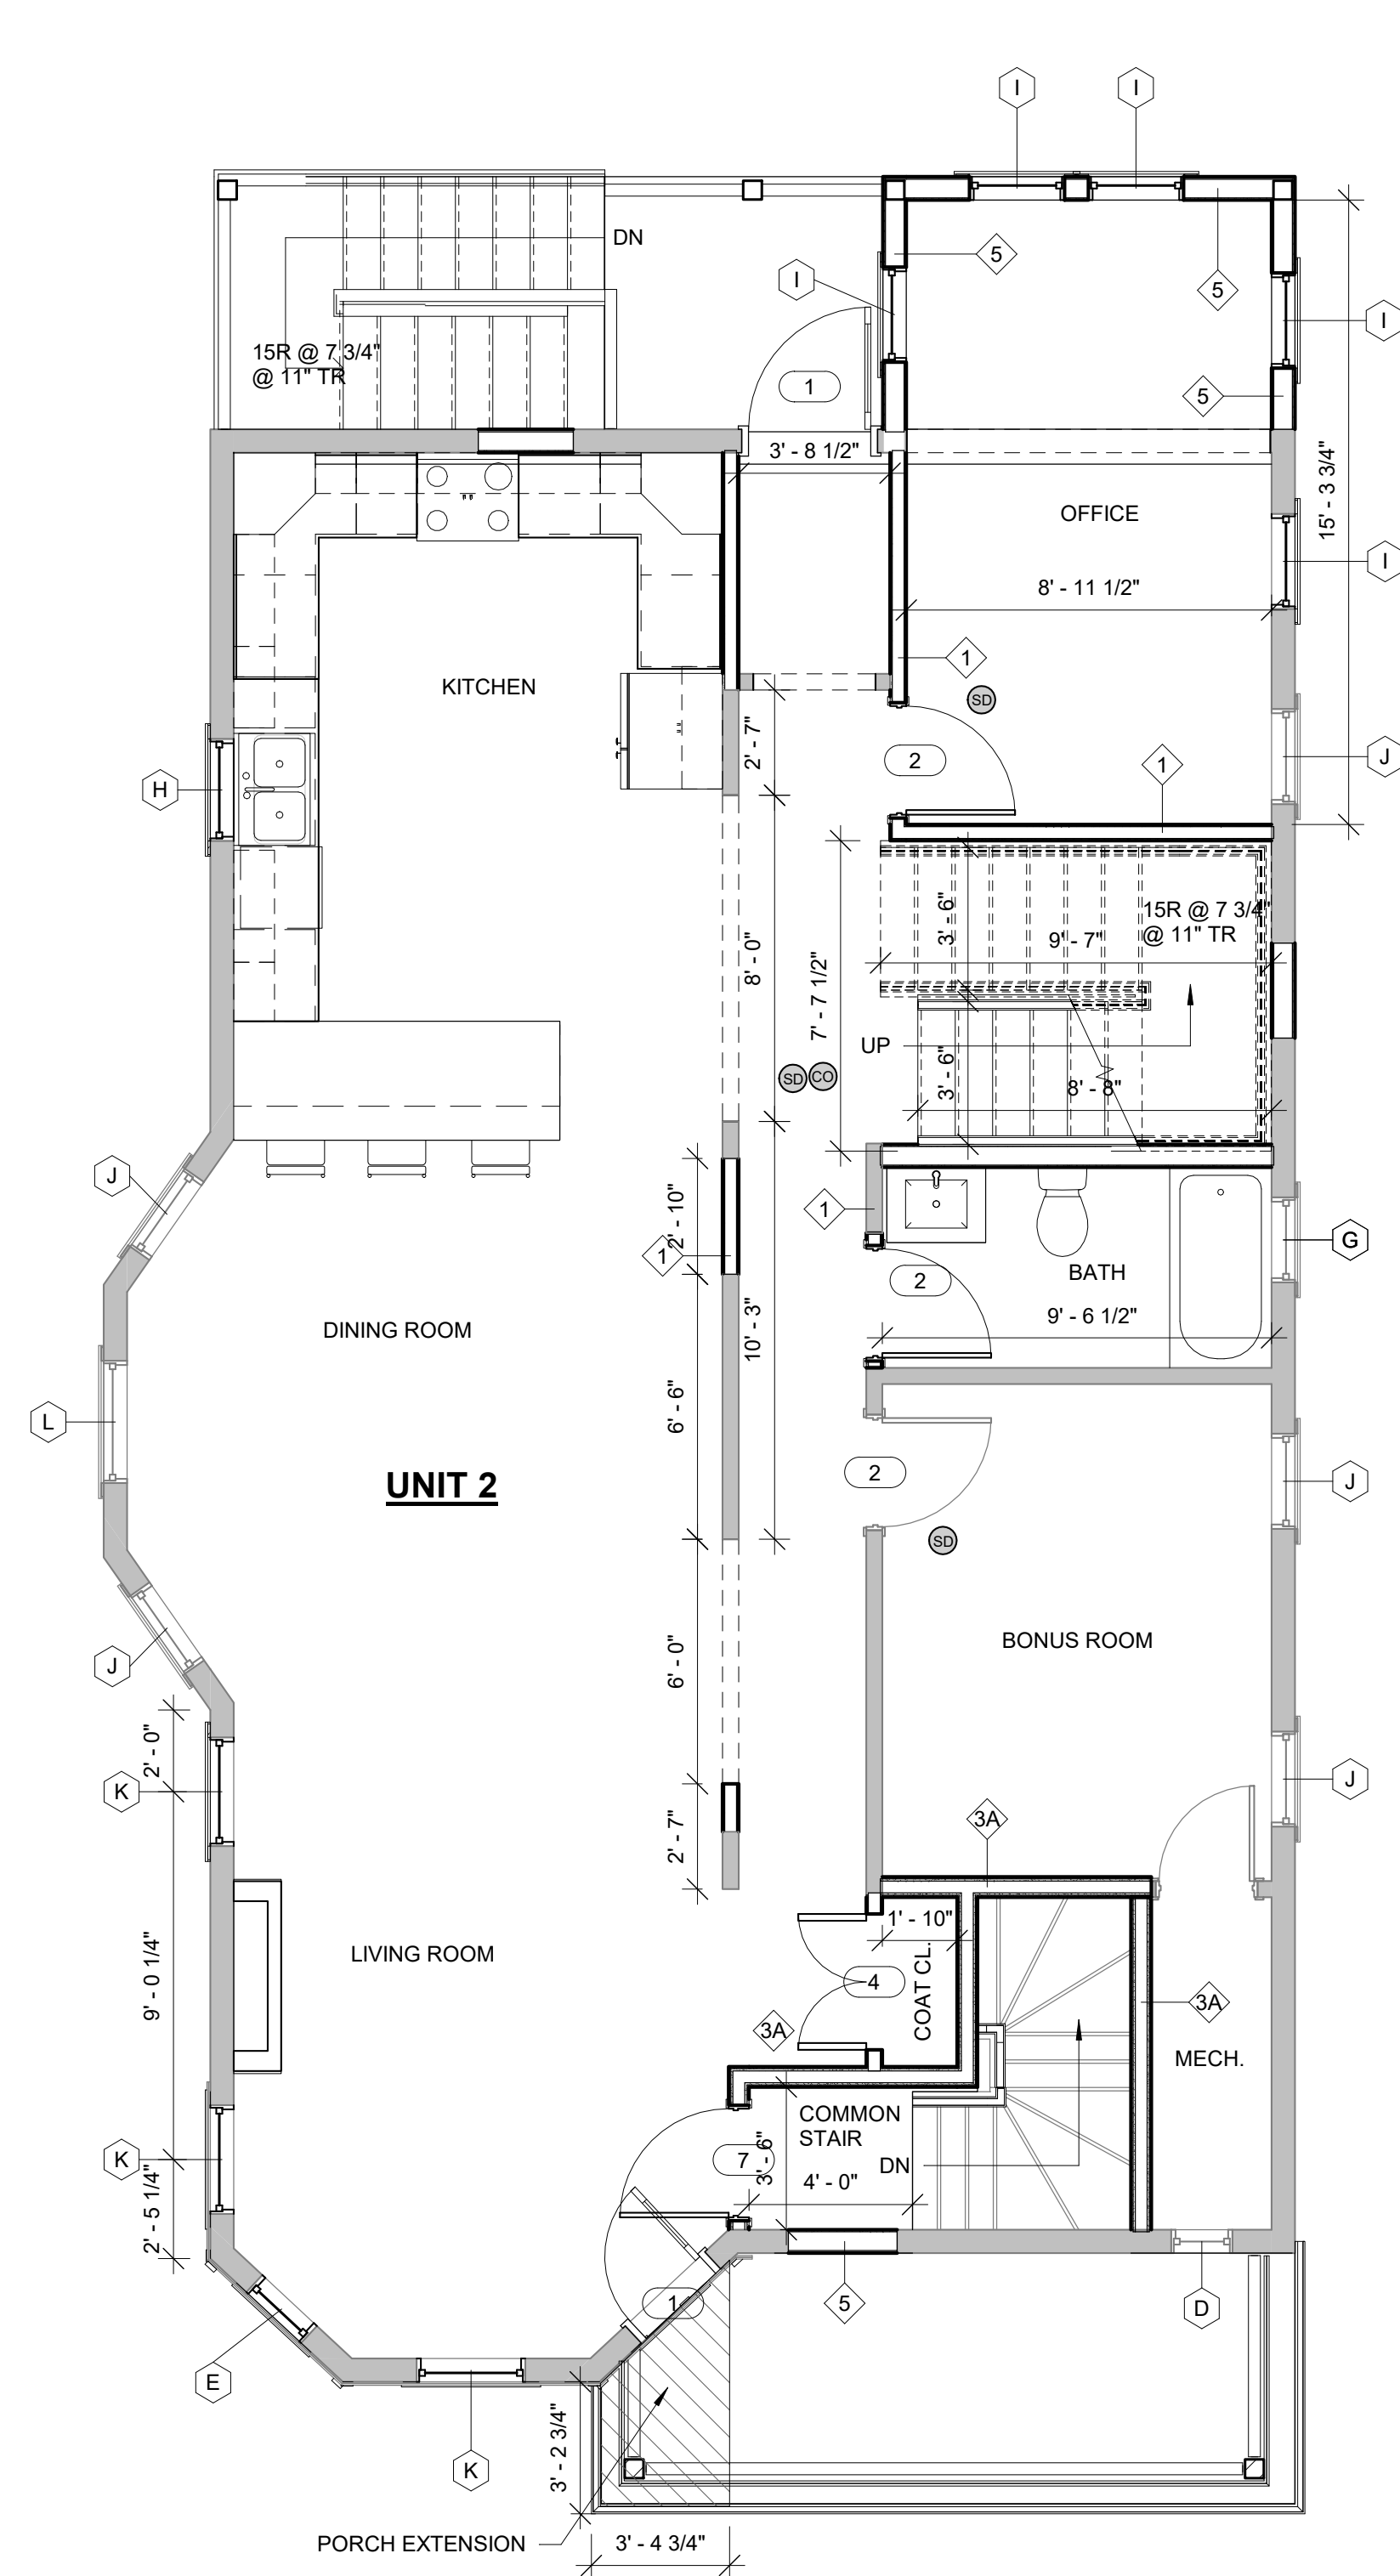 I
I
DN
5
I
5
I
15R @ 7 3/4"
@ 11" TR
1
5
3' - 8 1/2"
15' - 3 3/4"
OFFICE
I
8' - 11 1/2"
1
KITCHEN
SD
2' - 7"
2
1
J
H
15R @ 7 3/4"
@ 11" TR
3' - 6"
9' - 7"
8' - 0"
7' - 7 1/2"
UP
SD
CO
3' - 6"
8' - 8"
J
1
2' - 10"
1
G
BATH
2
9' - 6 1/2"
DINING ROOM
10' - 3"
6' - 6"
L
2
J
UNIT 2
SD
BONUS ROOM
6' - 0"
J
2' - 0"
K
J
3A
2' - 7"
1' - 10"
9' - 0 1/4"
LIVING ROOM
4
COAT CL.
3A
3A
MECH.
COMMON
STAIR
K
7
3' - 6"
DN
4' - 0"
2' - 5 1/4"
1
5
D
E
3' - 2 3/4"
K
PORCH EXTENSION
3' - 4 3/4"